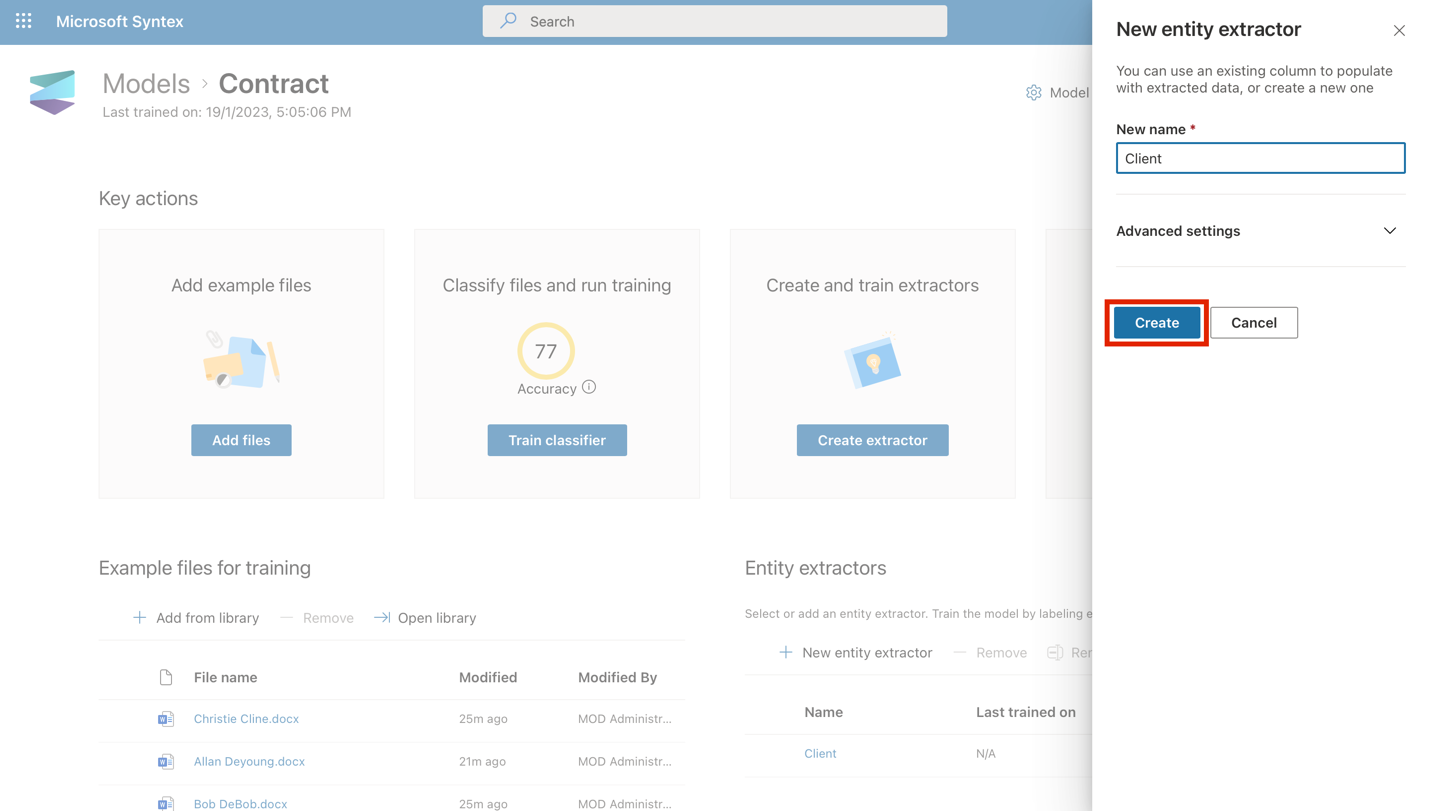 Microsoft Syntex
Search
Models > Contract
Last trained on: 19/1/2023, 5:05:06 PM
Model
Key actions
Add example files
Add files
Classify files and run training
77
Accuracy
Train classifier
Create and train extractors
Create extractor
Example files for training
Add from library
Remove
Open library
File name
Modified
Modified By
Christie Cline.docx
25m ago
MOD Administr...
Allan Deyoung.docx
21m ago
MOD Administr...
Bob DeBob.docx
25m ago
MOD Administr...
Entity extractors
Select or add an entity extractor. Train the model by labeling e
New entity extractor
Remove
Rer
Name
Last trained on
Client
N/A
New entity extractor
You can use an existing column to populate
with extracted data, or create a new one
New name *
Client
Advanced settings
Create
Cancel